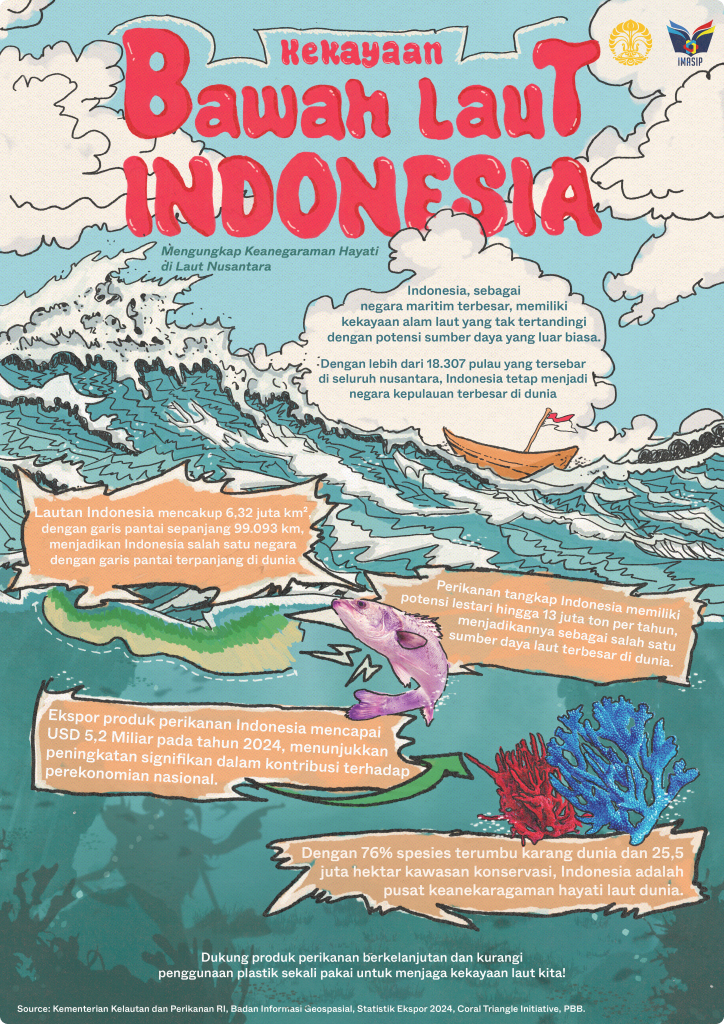 Kekayaan
Bawah Laut
INDONESIA
IMASIP
Mengungkap Keanegaraman Hayati
di Laut Nusantara
Indonesia, sebagai
negara maritim terbesar, memiliki
kekayaan alam laut yang tak tertandingi
dengan potensi sumber daya yang luar biasa.
Dengan lebih dari 18.307 pulau yang tersebar
di seluruh nusantara, Indonesia tetap menjadi
negara kepulauan terbesar di dunia
Lautan Indonesia mencakup 6,32 juta km²
dengan garis pantai sepanjang 99.093 km,
menjadikan Indonesia salah satu negara
dengan garis pantai terpanjang di dunia
Perikanan tangkap Indonesia memiliki
potensi lestari hingga 13 juta ton per tahun,
menjadikannya sebagai salah satu
sumber daya laut terbesar di dunia.
Ekspor produk perikanan Indonesia mencapai
USD 5,2 Miliar pada tahun 2024, menunjukkan
peningkatan signifikan dalam kontribusi terhadap
perekonomian nasional.
Dengan 76% spesies terumbu karang dunia dan 25,5
juta hektar kawasan konservasi, Indonesia adalah
pusat keanekaragaman hayati laut dunia.
Dukung produk perikanan berkelanjutan dan kurangi
penggunaan plastik sekali pakai untuk menjaga kekayaan laut kita!
Source: Kementerian Kelautan dan Perikanan RI, Badan Informasi Geospasial, Statistik Ekspor 2024, Coral Triangle Initiative, PBB.